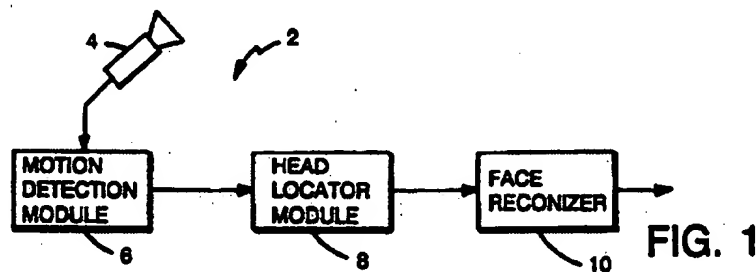 4
2
MOTION
DETECTION
MODULE
6
HEAD
LOCATOR
MODULE
8
FACE
RECONIZER
10
FIG. 1